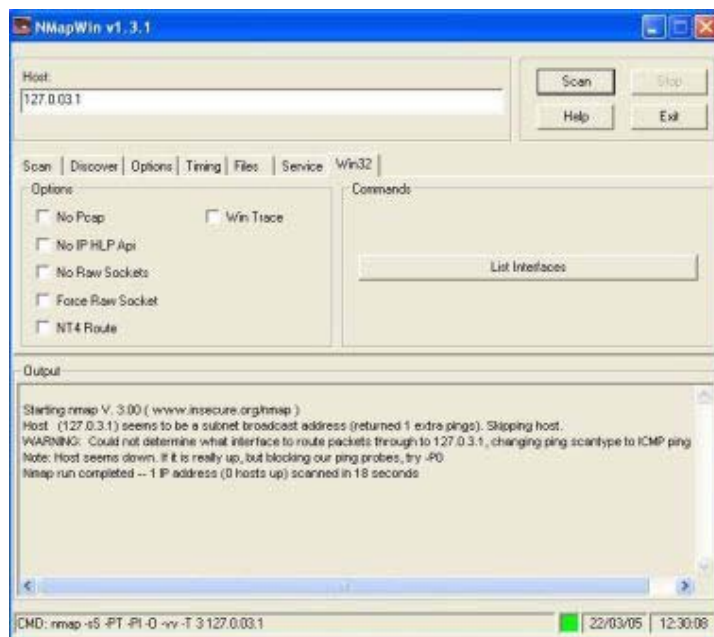 NMapWin v1.3.1
Host:
127.0.03.1
Scan
Stop
Help
Exit
Scan
Discover
Options
Timing
Files
Service
Win32
Options
No Pcap
Win Trace
No IP HLP Api
No Raw Sockets
Force Raw Socket
NT4 Route
Commands
List Interfaces
Output
Starting nmap V. 3.00 ( www.insecure.org/nmap )
Host (127.0.3.1) seems to be a subnet broadcast address (returned 1 extra pings). Skipping host.
WARNING: Could not determine what interface to route packets through to 127.0.3.1, changing ping scantype to ICMP ping
Note: Host seems down. If it is really up, but blocking our ping probes, try -P0
Nmap run completed -- 1 IP address (0 hosts up) scanned in 18 seconds
CMD: nmap -sS -PT -PI -O -vv -T 3 127.0.03.1
22/03/05
12:30:08